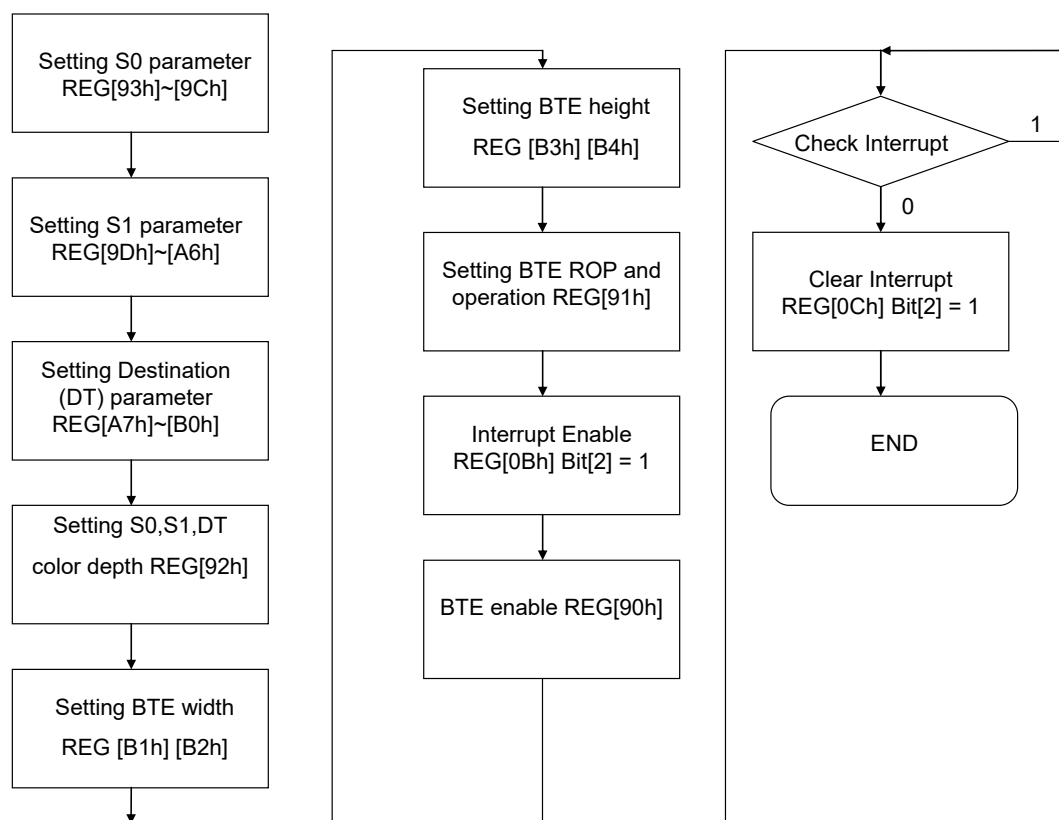 Setting S0 parameter
REG[93h]~[9Ch]
Setting S1 parameter
REG[9Dh]~[A6h]
Setting Destination
(DT) parameter
REG[A7h]~[B0h]
Setting S0,S1,DT
color depth REG[92h]
Setting BTE width
REG [B1h] [B2h]
Setting BTE height
REG [B3h] [B4h]
Setting BTE ROP and
operation REG[91h]
Interrupt Enable
REG[0Bh] Bit[2] = 1
BTE enable REG[90h]
Check Interrupt
1
0
Clear Interrupt
REG[0Ch] Bit[2] = 1
END